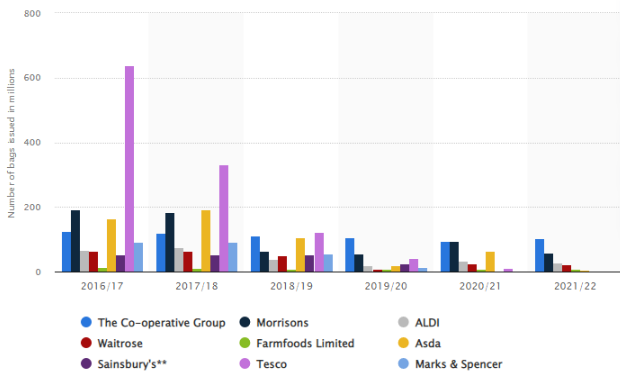 800
600
400
200
0
Number of bags issued in millions
2016/17 2017/18 2018/19 2019/20 2020/21 2021/22
The Co-operative Group Morrisons ALDI
Waitrose Farmfoods Limited Asda
Sainsbury's** Tesco Marks & Spencer